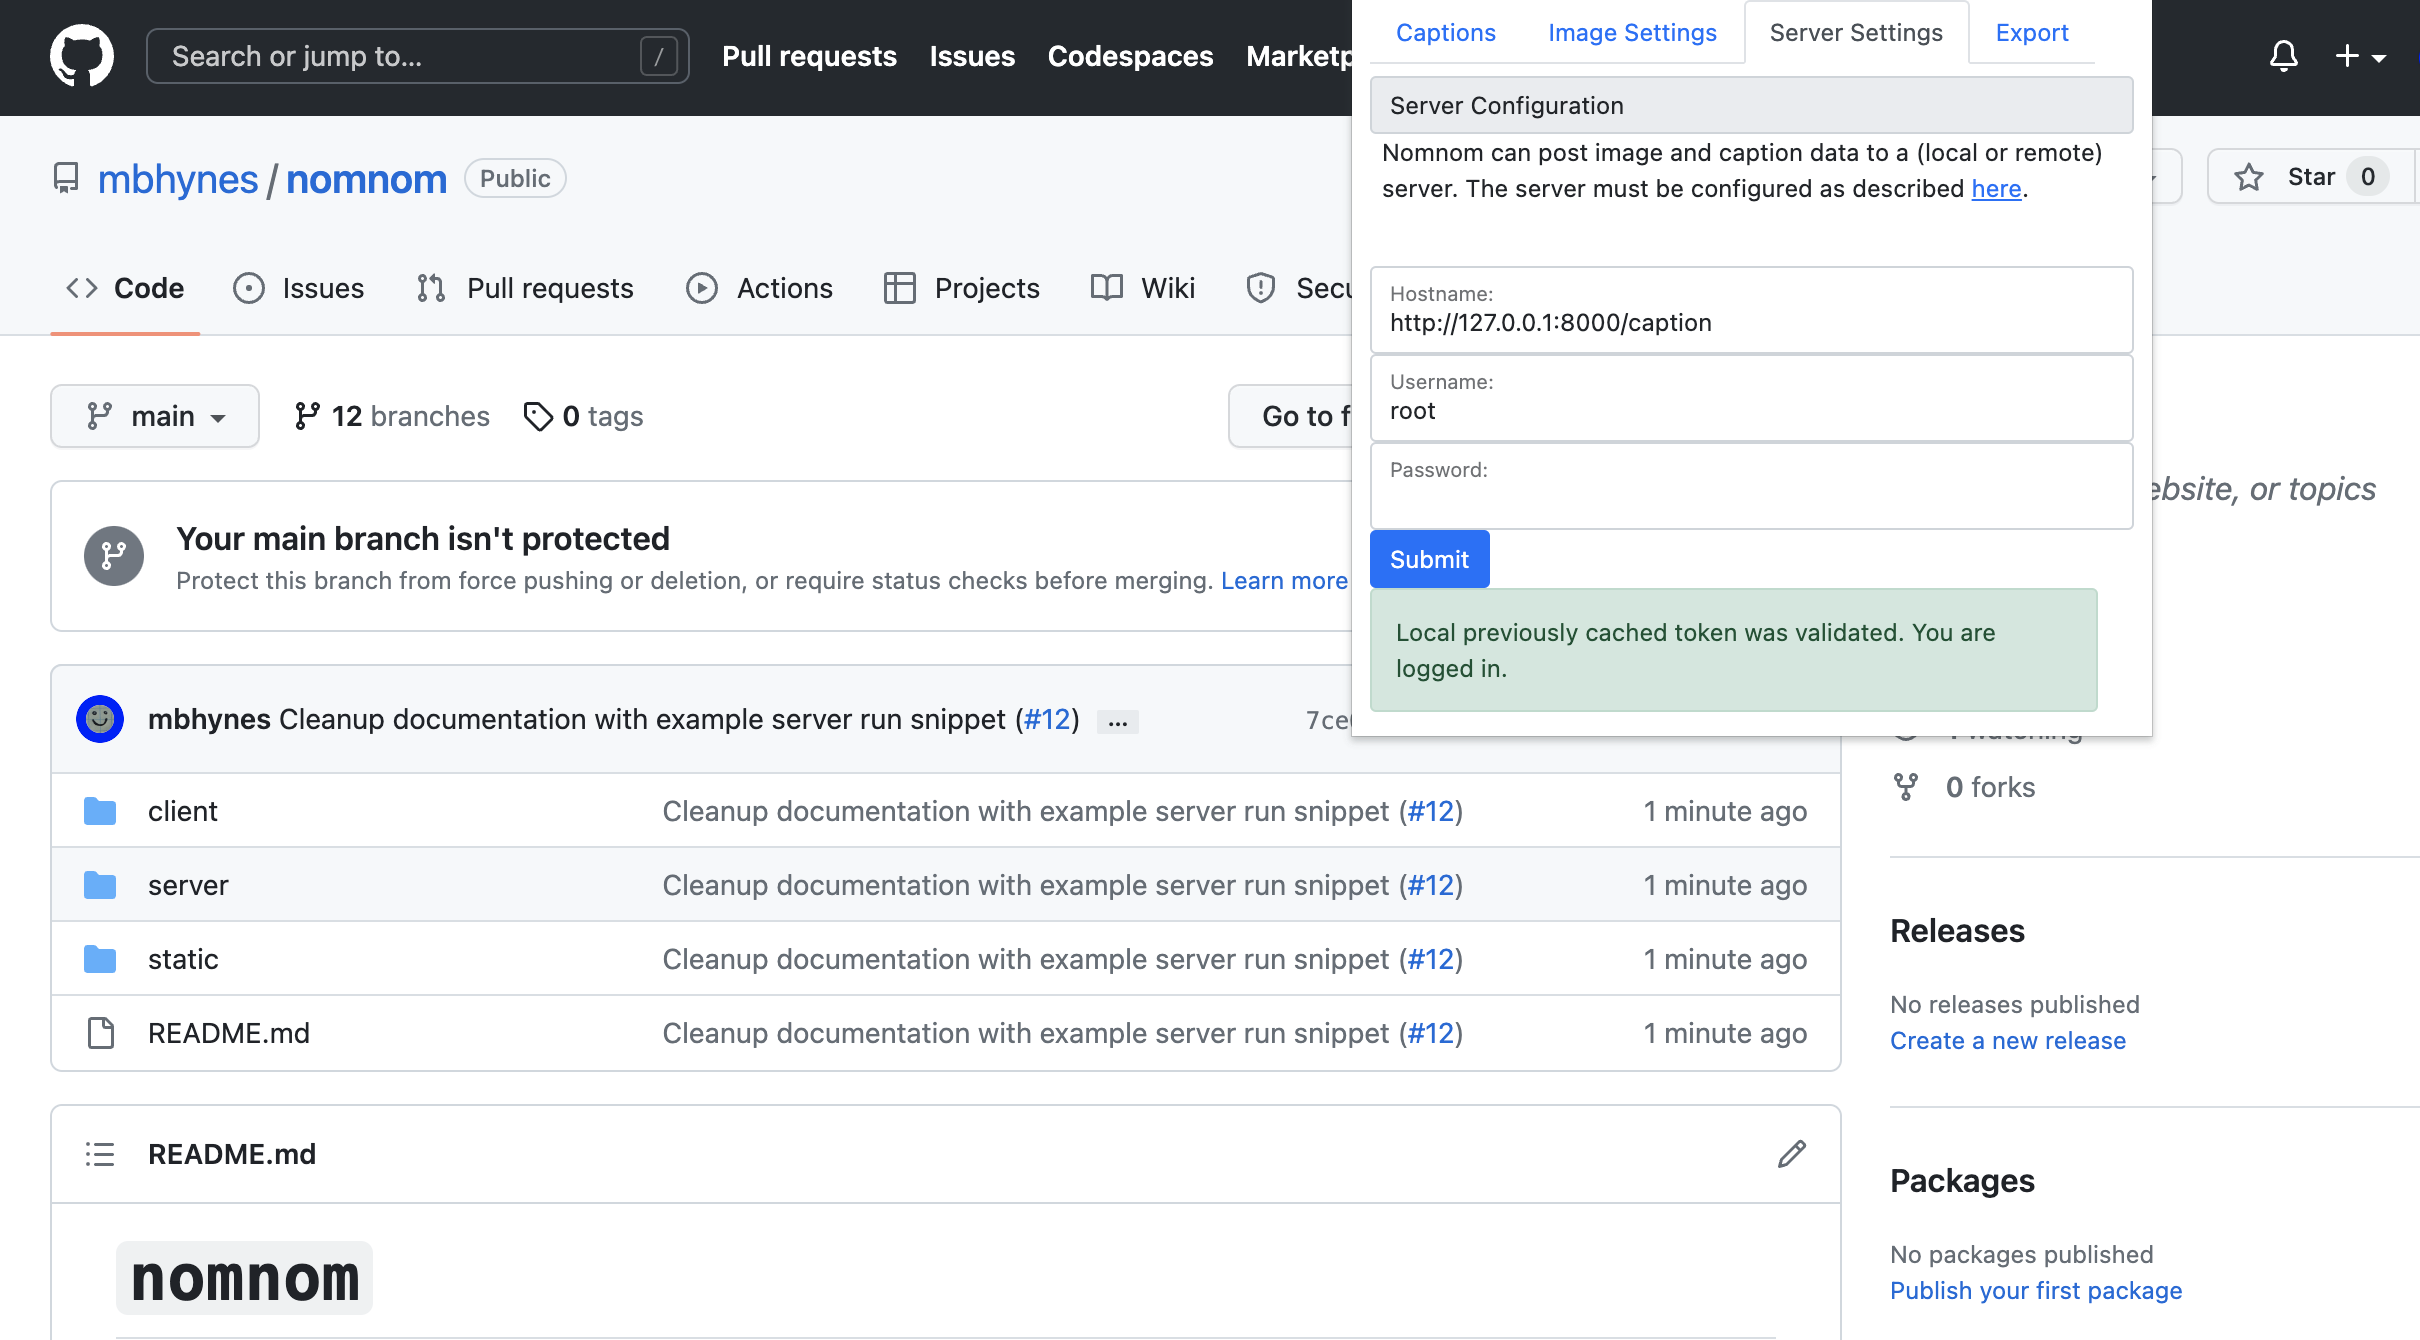 Search or jump to...
/
Pull requests
Issues
Codespaces
Marketp
Captions
Image Settings
Server Settings
Export
Server Configuration
Nomnom can post image and caption data to a (local or remote)
server. The server must be configured as described here.
Hostname:
http://127.0.0.1:8000/caption
Username:
root
Password:
Submit
Local previously cached token was validated. You are
logged in.
mbhynes / nomnom
Public
Star 0
Code
Issues
Pull requests
Actions
Projects
Wiki
Secu
main
12 branches
0 tags
Go to f
Your main branch isn't protected
Protect this branch from force pushing or deletion, or require status checks before merging. Learn more
ebsite, or topics
mbhynes Cleanup documentation with example server run snippet (#12) ...
7ce
client
Cleanup documentation with example server run snippet (#12)
1 minute ago
server
Cleanup documentation with example server run snippet (#12)
1 minute ago
static
Cleanup documentation with example server run snippet (#12)
1 minute ago
README.md
Cleanup documentation with example server run snippet (#12)
1 minute ago
0 forks
Releases
No releases published
Create a new release
Packages
No packages published
Publish your first package
README.md
nomnom